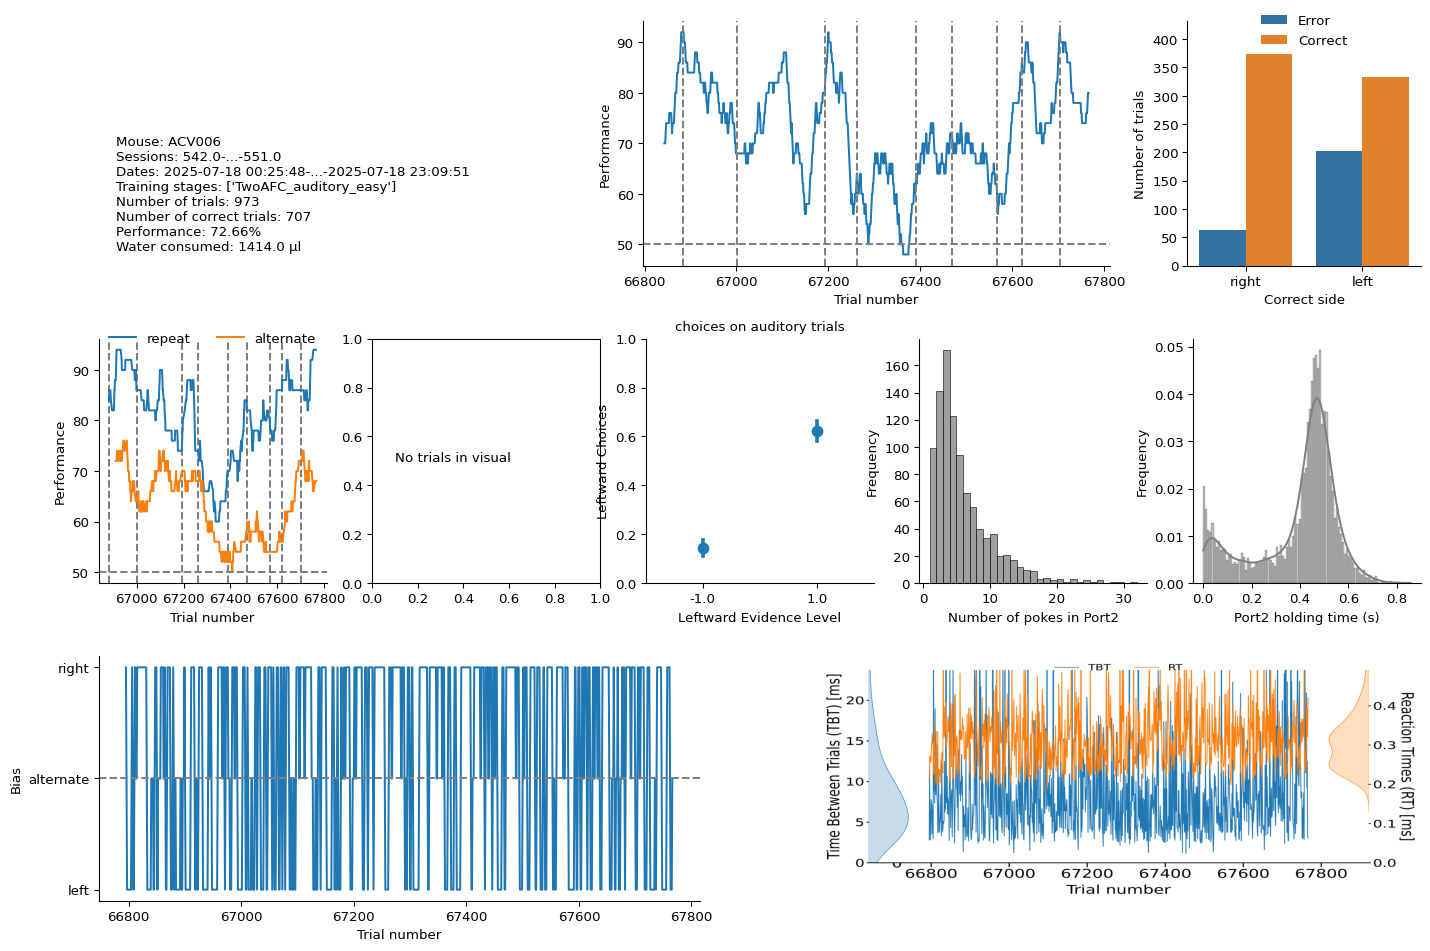 Mouse: ACV006
Sessions: 542.0-...-551.0
Dates: 2025-07-18 00:25:48-...-2025-07-18 23:09:51
Training stages: ['TwoAFC_auditory_easy']
Number of trials: 973
Number of correct trials: 707
Performance: 72.66%
Water consumed: 1414.0 µl
Performance
90
80
70
60
50
66800 67000 67200 67400 67600 67800
Trial number
Error
Correct
Number of trials
400
350
300
250
200
150
100
50
0
right left
Correct side
repeat alternate
Performance
90
80
70
60
50
67000 67200 67400 67600 67800
Trial number
1.0
0.8
0.6
0.4
0.2
0.0
No trials in visual
0.0 0.2 0.4 0.6 0.8 1.0
choices on auditory trials
Leftward Choices
1.0
0.8
0.6
0.4
0.2
0.0
-1.0 1.0
Leftward Evidence Level
Frequency
160
140
120
100
80
60
40
20
0
0 10 20 30
Number of pokes in Port2
Frequency
0.05
0.04
0.03
0.02
0.01
0.00
0.0 0.2 0.4 0.6 0.8
Port2 holding time (s)
Bias
right
alternate
left
66800 67000 67200 67400 67600 67800
Trial number
TBT RT
Time Between Trials (TBT) [ms]
20
15
10
5
0
0
66800 67000 67200 67400 67600 67800
Trial number
0.4
0.3
0.2
0.1
0.0
Reaction Times (RT) [ms]